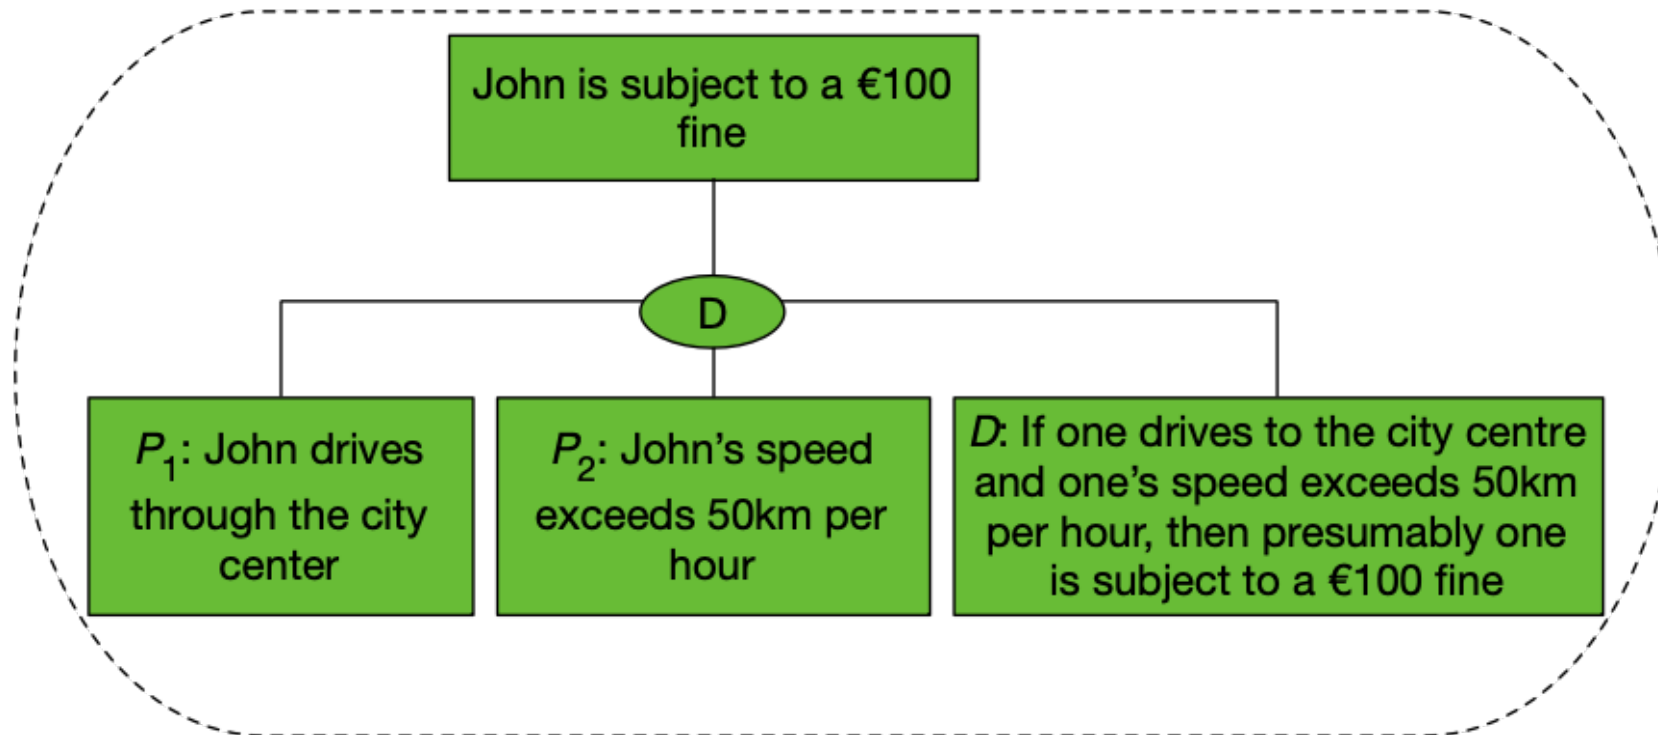 John is subject to a €100
fine
D
P1: John drives
through the city
center
P2: John’s speed
exceeds 50km per
hour
D: If one drives to the city centre
and one’s speed exceeds 50km
per hour, then presumably one
is subject to a €100 fine